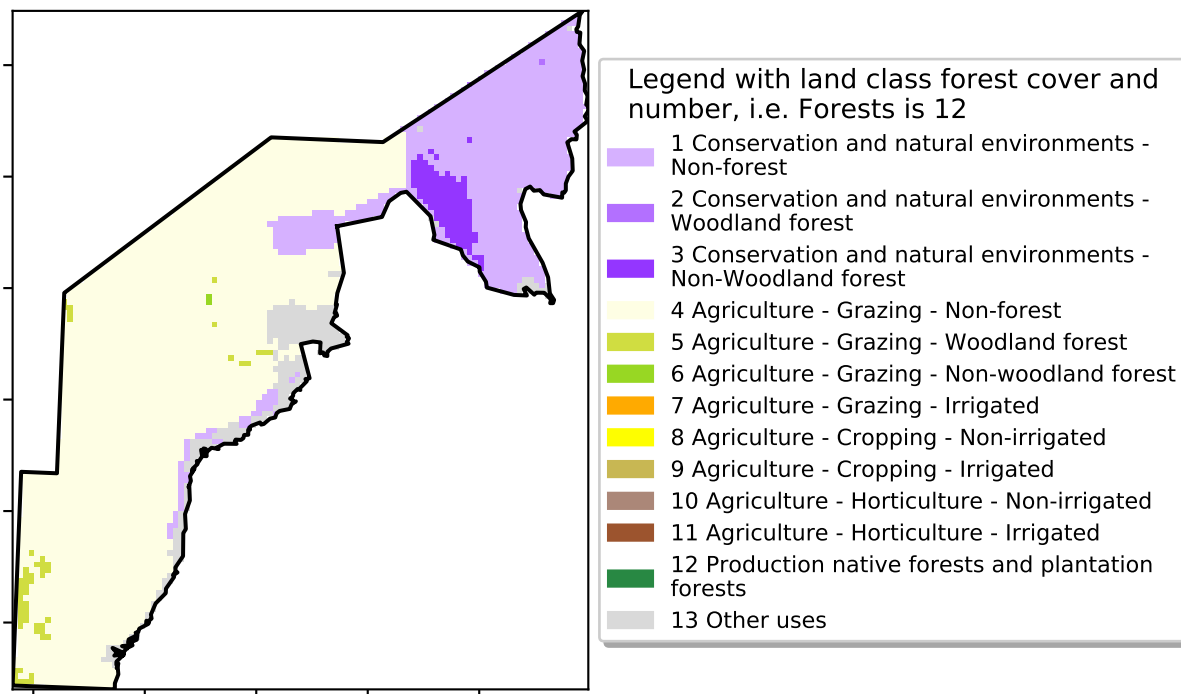 Legend with land class forest cover and
number, i.e. Forests is 12
1 Conservation and natural environments -
Non-forest
2 Conservation and natural environments -
Woodland forest
3 Conservation and natural environments -
Non-Woodland forest
4 Agriculture - Grazing - Non-forest
5 Agriculture - Grazing - Woodland forest
6 Agriculture - Grazing - Non-woodland forest
7 Agriculture - Grazing - Irrigated
8 Agriculture - Cropping - Non-irrigated
9 Agriculture - Cropping - Irrigated
10 Agriculture - Horticulture - Non-irrigated
11 Agriculture - Horticulture - Irrigated
12 Production native forests and plantation
forests
13 Other uses